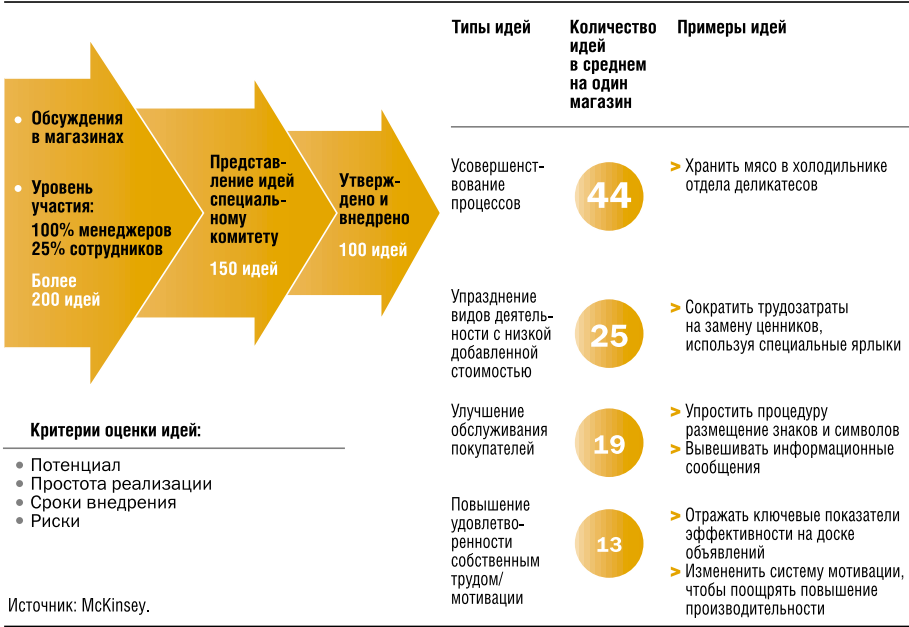 Обсуждения
в магазинах
Уровень
участия:
100% менеджеров
25% сотрудников
Более
200 идей
Представ-
ление идей
специаль-
ному
комитету
150 идей
Утверж-
дено и
внедрено
100 идей
Критерии оценки идей:
Потенциал
Простота реализации
Сроки внедрения
Риски
Источник: McKinsey.
Типы идей
Количество
идей
в среднем
на один
магазин
Примеры идей
Усовершенст-
вование
процессов
44
> Хранить мясо в холодильнике
отдела деликатесов
Упразднение
видов деятель-
ности с низкой
добавленной
стоимостью
25
> Сократить трудозатраты
на замену ценников,
используя специальные ярлыки
Улучшение
обслуживания
покупателей
19
> Упростить процедуру
размещение знаков и символов
> Вывешивать информационные
сообщения
Повышение
удовлетво-
ренности
собственным
трудом/
мотивации
13
> Отражать ключевые показатели
эффективности на доске
объявлений
> Измененить систему мотивации,
чтобы поощрять повышение
производительности